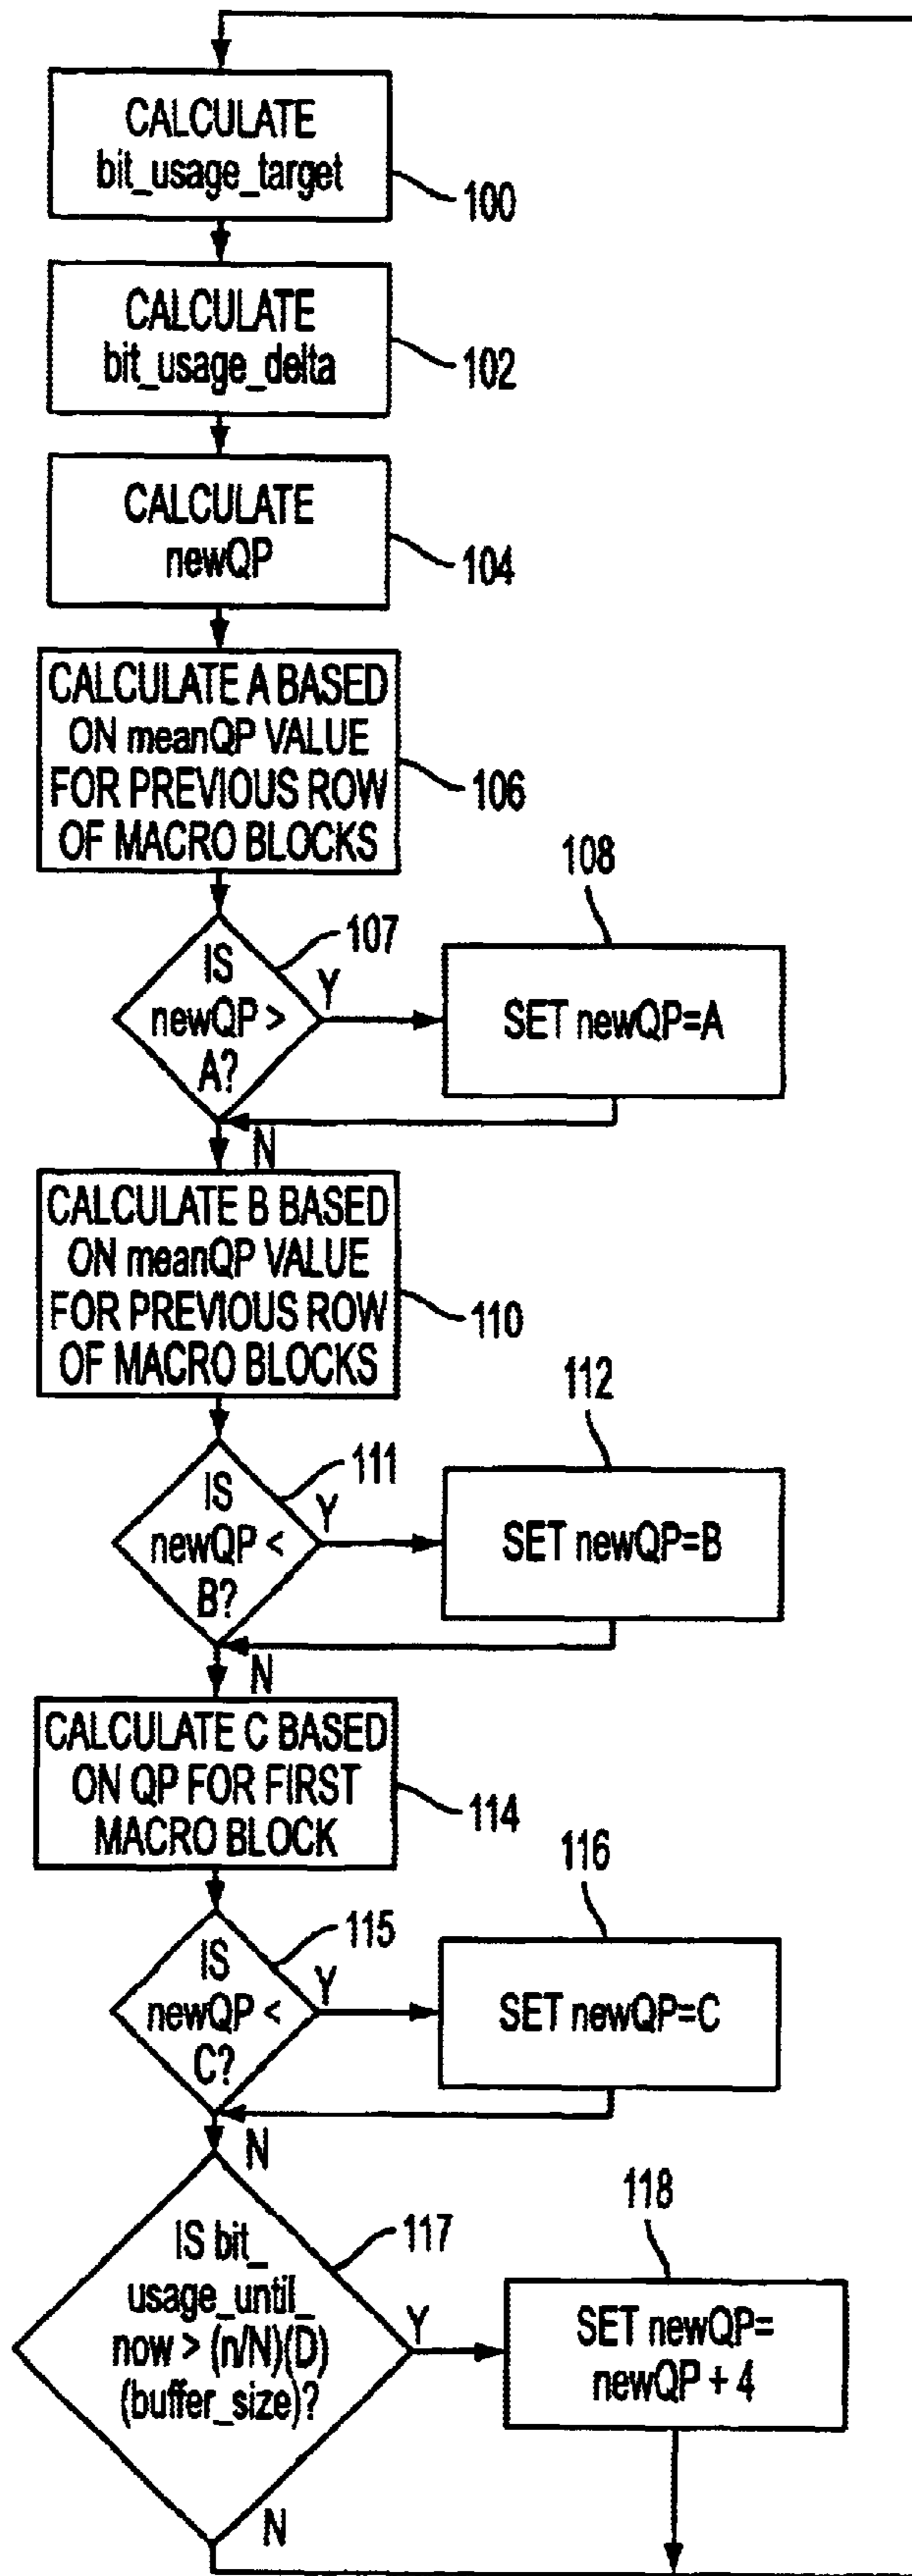 CALCULATE
bit_usage_target
100
CALCULATE
bit_usage_delta
102
CALCULATE
newQP
104
CALCULATE A BASED
ON meanQP VALUE
FOR PREVIOUS ROW
OF MACRO BLOCKS
106
107
IS
newQP >
A?
Y
108
SET newQP=A
N
CALCULATE B BASED
ON meanQP VALUE
FOR PREVIOUS ROW
OF MACRO BLOCKS
110
111
IS
newQP <
B?
Y
112
SET newQP=B
N
CALCULATE C BASED
ON QP FOR FIRST
MACRO BLOCK
114
115
IS
newQP <
C?
Y
116
SET newQP=C
N
117
IS bit_
usage_until_
now > (n/N)(D)
(buffer_size)?
Y
118
SET newQP=
newQP + 4
N